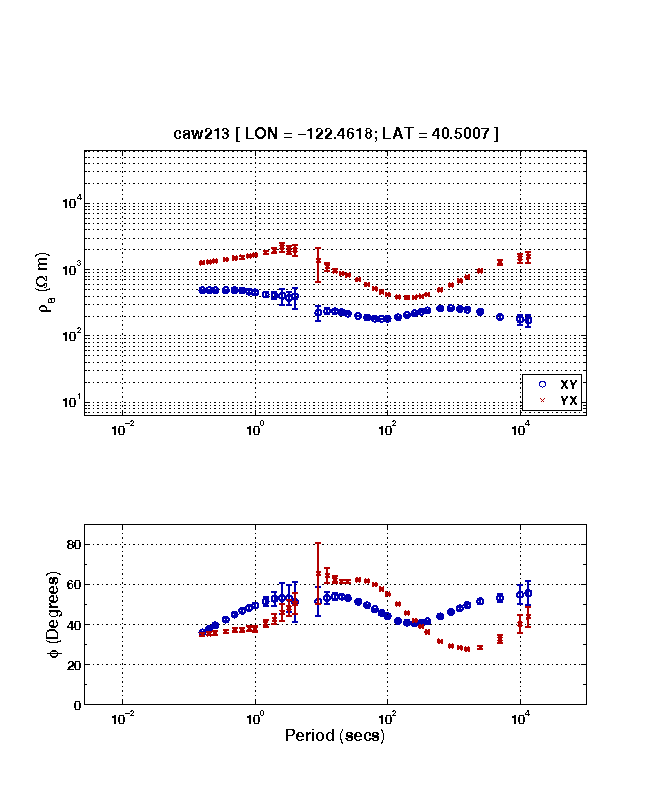 caw213 [ LON = −122.4618; LAT = 40.5007 ]
ρa (Ω m)
10^4
10^3
10^2
10^1
XY
YX
10^−2
10^0
10^2
10^4
φ (Degrees)
80
60
40
20
0
10^−2
10^0
10^2
10^4
Period (secs)